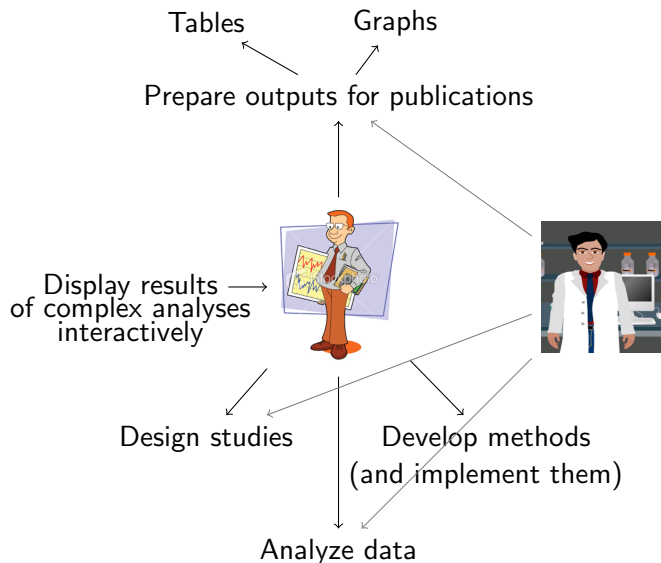 Tables
Graphs
Prepare outputs for publications
Display results
of complex analyses
interactively
Design studies
Develop methods
(and implement them)
Analyze data